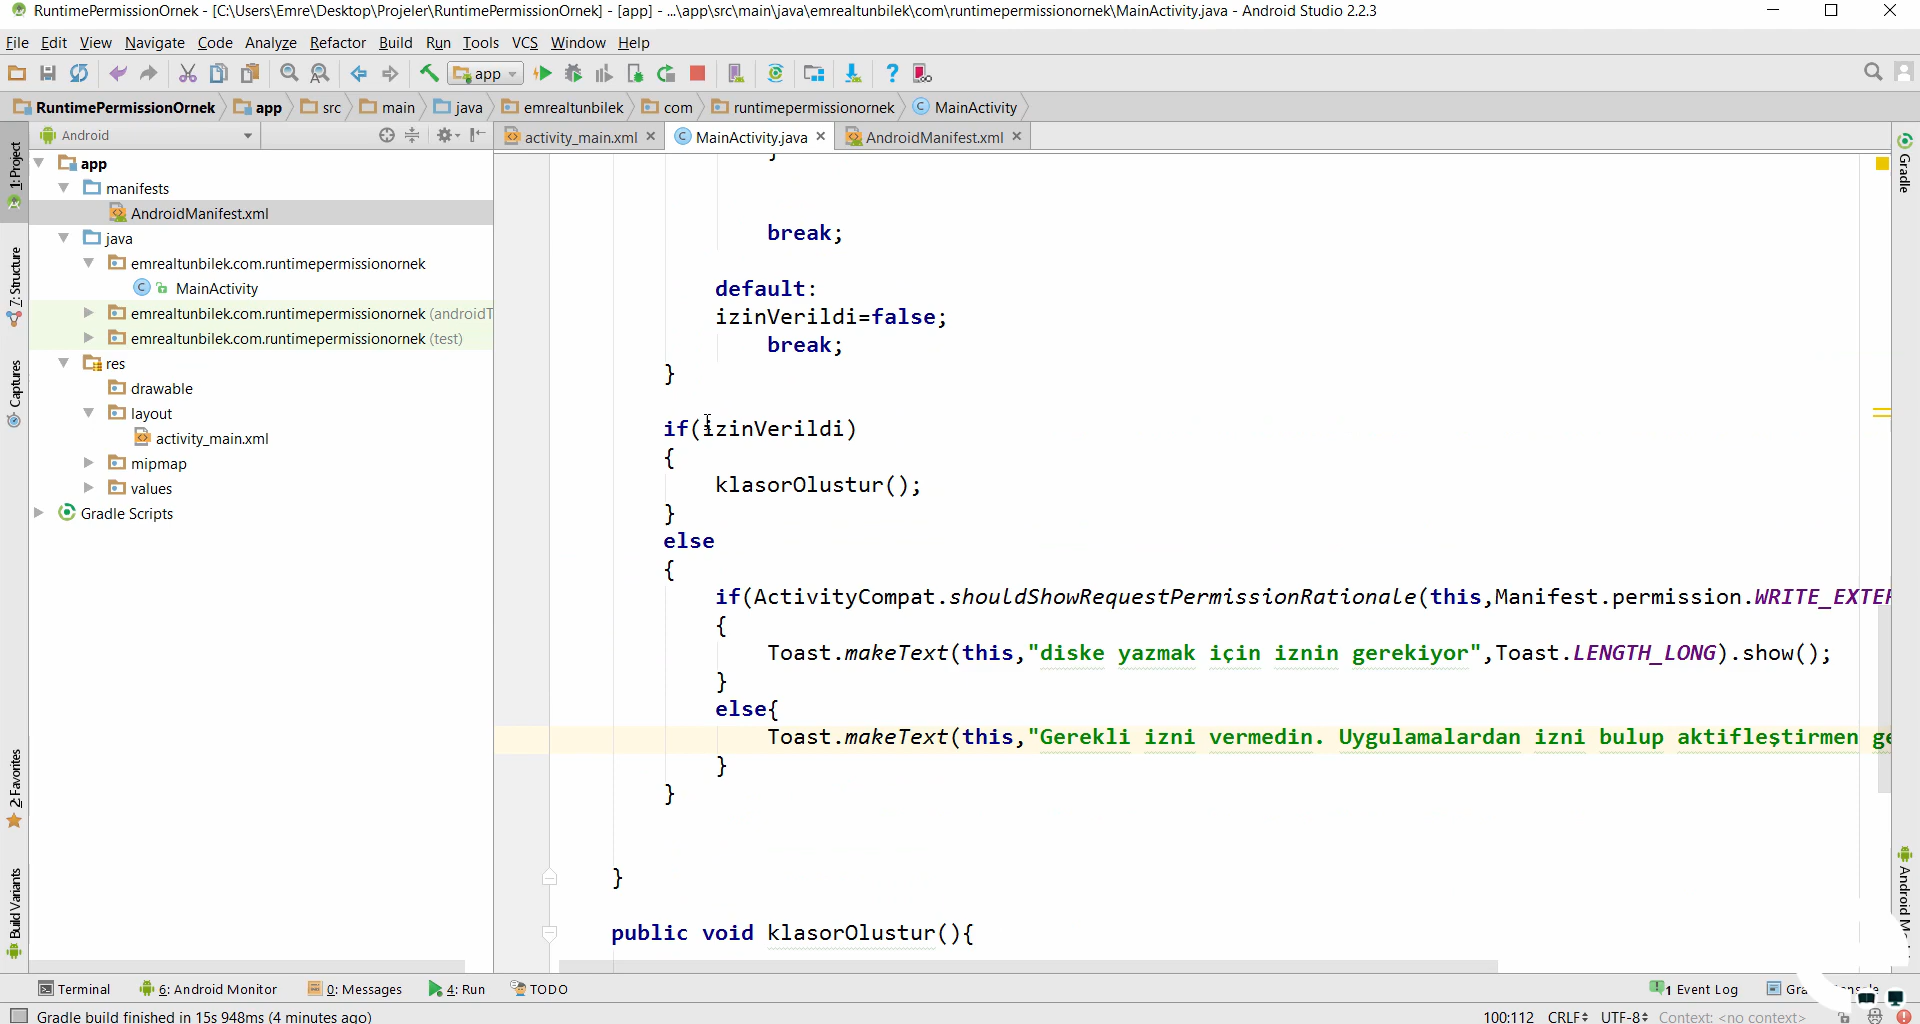 RuntimePermissionOrnek - [C:\Users\Emre\Desktop\Projeler\RuntimePermissionOrnek] - [app] - ...\app\src\main\java\emrealtunbilek\com\runtimepermissionornek\MainActivity.java - Android Studio 2.2.3
File Edit View Navigate Code Analyze Refactor Build Run Tools VCS Window Help
app
RuntimePermissionOrnek app src main java emrealtunbilek com runtimepermissionornek MainActivity
Android
activity_main.xml MainActivity.java AndroidManifest.xml
1: Project
7: Structure
Captures
2: Favorites
Build Variants
app
manifests
AndroidManifest.xml
java
emrealtunbilek.com.runtimepermissionornek
MainActivity
emrealtunbilek.com.runtimepermissionornek (androidT
emrealtunbilek.com.runtimepermissionornek (test)
res
drawable
layout
activity_main.xml
mipmap
values
Gradle Scripts
}
break;
default:
izinVerildi=false;
break;
}
if(izinVerildi)
{
klasorOlustur();
}
else
{
if(ActivityCompat.shouldShowRequestPermissionRationale(this,Manifest.permission.WRITE_EXTER
{
Toast.makeText(this,"diske yazmak için iznin gerekiyor",Toast.LENGTH_LONG).show();
}
else{
Toast.makeText(this,"Gerekli izni vermedin. Uygulamalardan izni bulup aktifleştirmen ge
}
}
}
public void klasorOlustur(){
Gradle
Android M
Terminal 6: Android Monitor 0: Messages 4: Run TODO 1 Event Log
Gradle build finished in 15s 948ms (4 minutes ago) 100:112 CRLF UTF-8 Context: <no context>